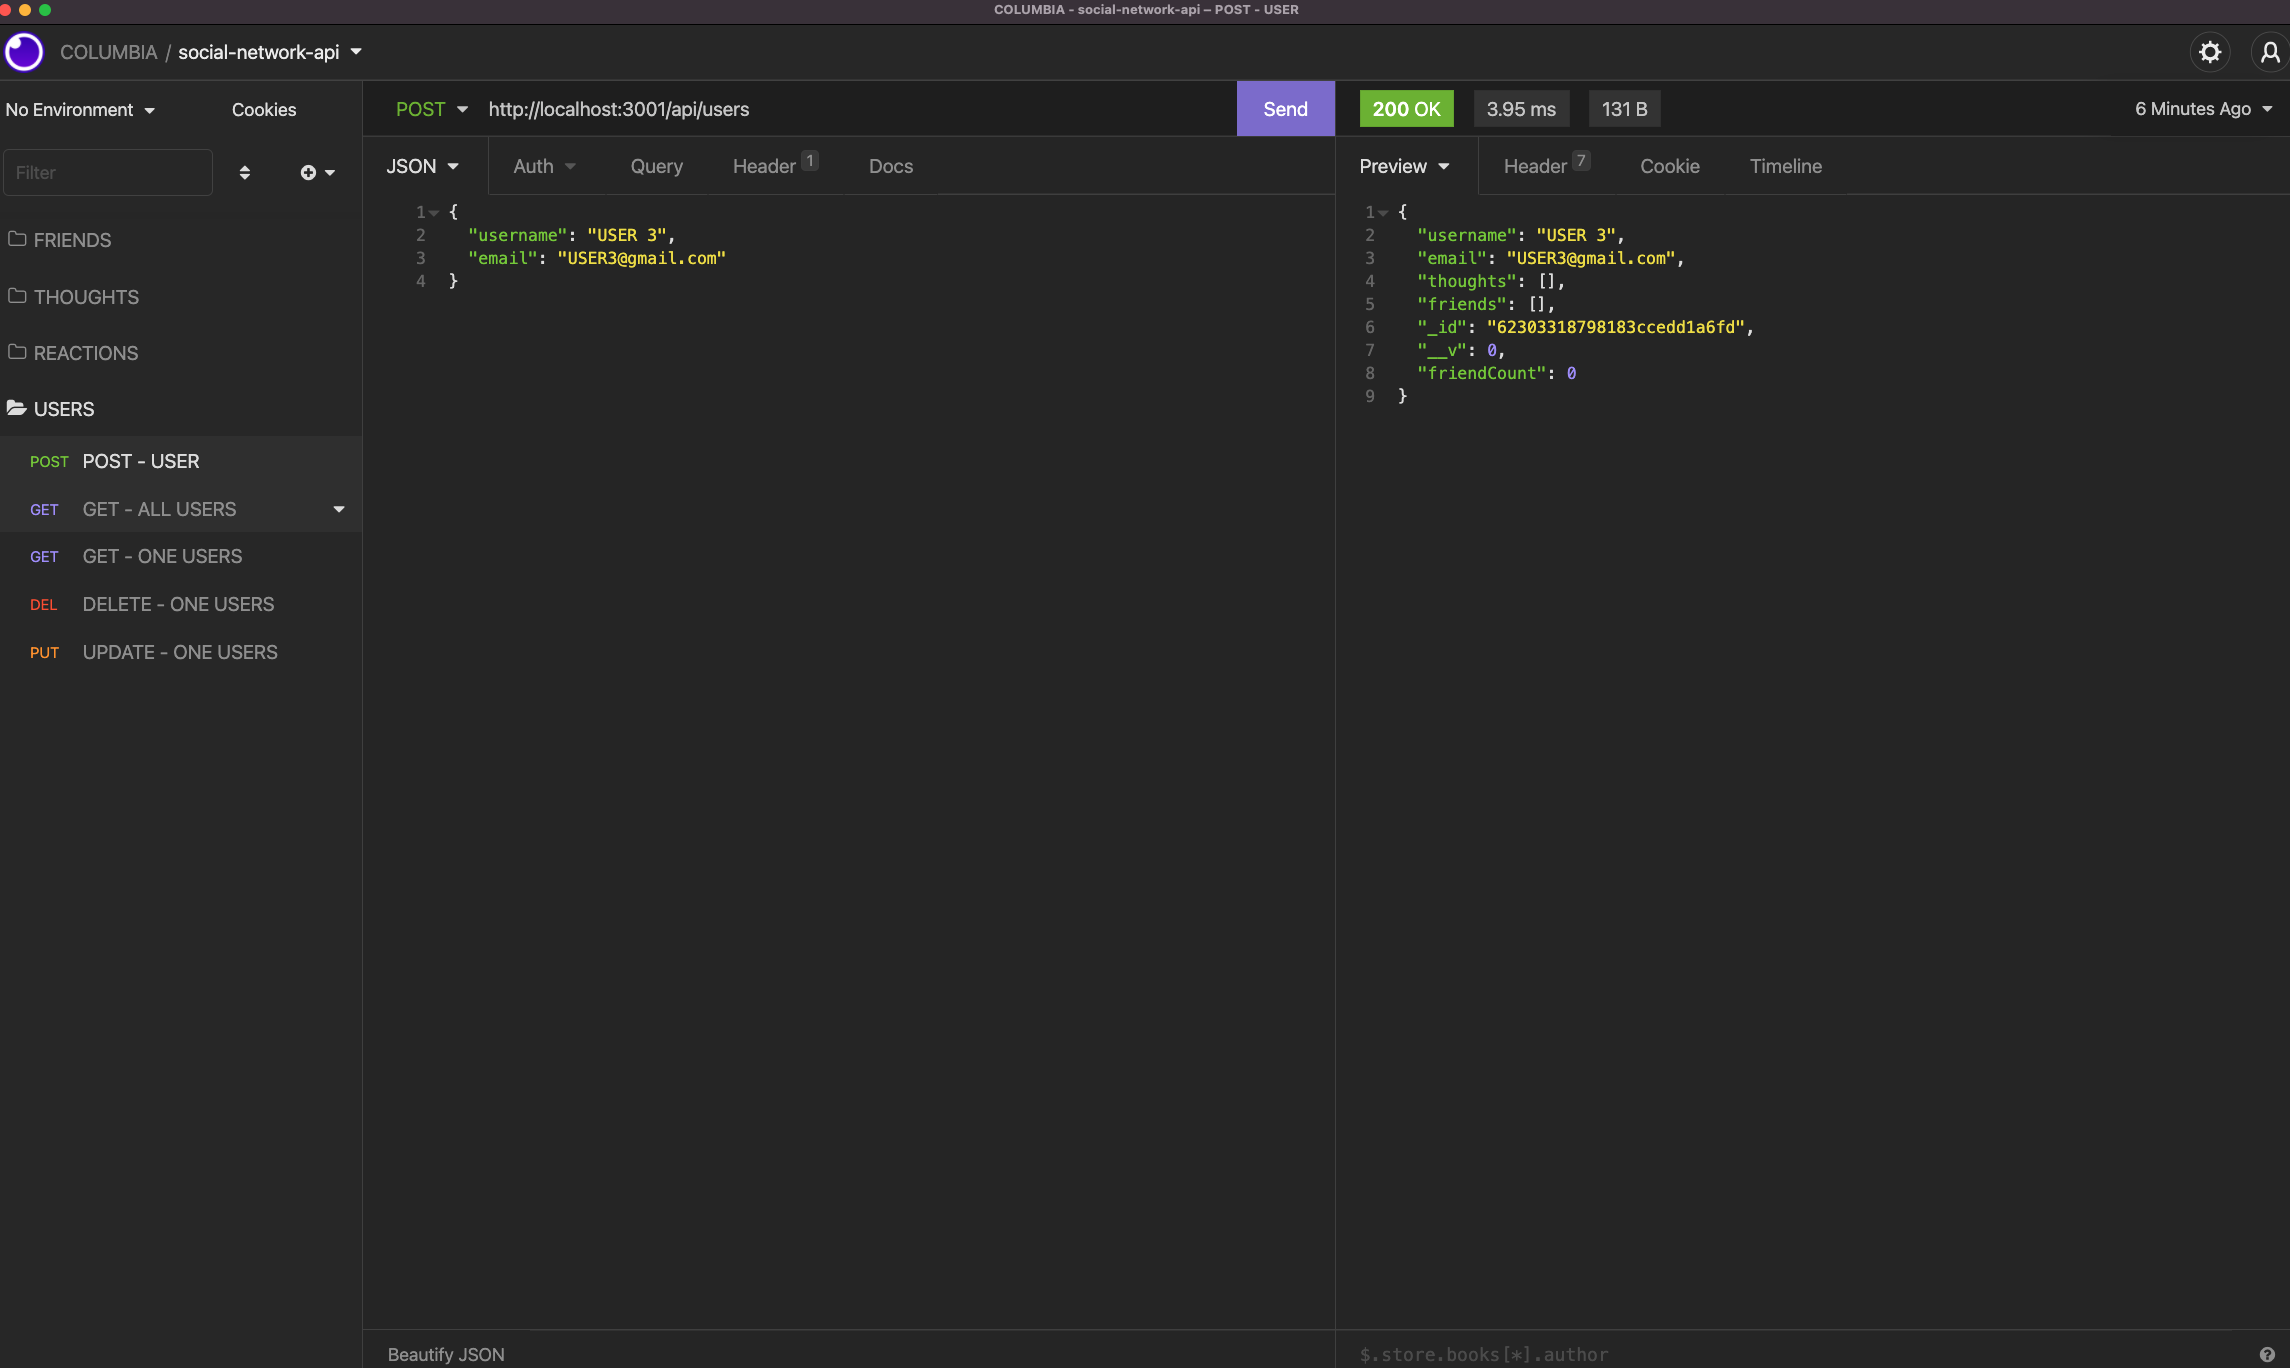 COLUMBIA - social-network-api – POST - USER
COLUMBIA / social-network-api
No Environment Cookies
Filter
FRIENDS
THOUGHTS
REACTIONS
USERS
POST POST - USER
GET GET - ALL USERS
GET GET - ONE USERS
DEL DELETE - ONE USERS
PUT UPDATE - ONE USERS
POST http://localhost:3001/api/users Send
JSON Auth Query Header 1 Docs
1 {
2 "username": "USER 3",
3 "email": "USER3@gmail.com"
4 }
Beautify JSON
200 OK 3.95 ms 131 B 6 Minutes Ago
Preview Header 7 Cookie Timeline
1 {
2 "username": "USER 3",
3 "email": "USER3@gmail.com",
4 "thoughts": [],
5 "friends": [],
6 "_id": "62303318798183ccedd1a6fd",
7 "__v": 0,
8 "friendCount": 0
9 }
$.store.books[*].author